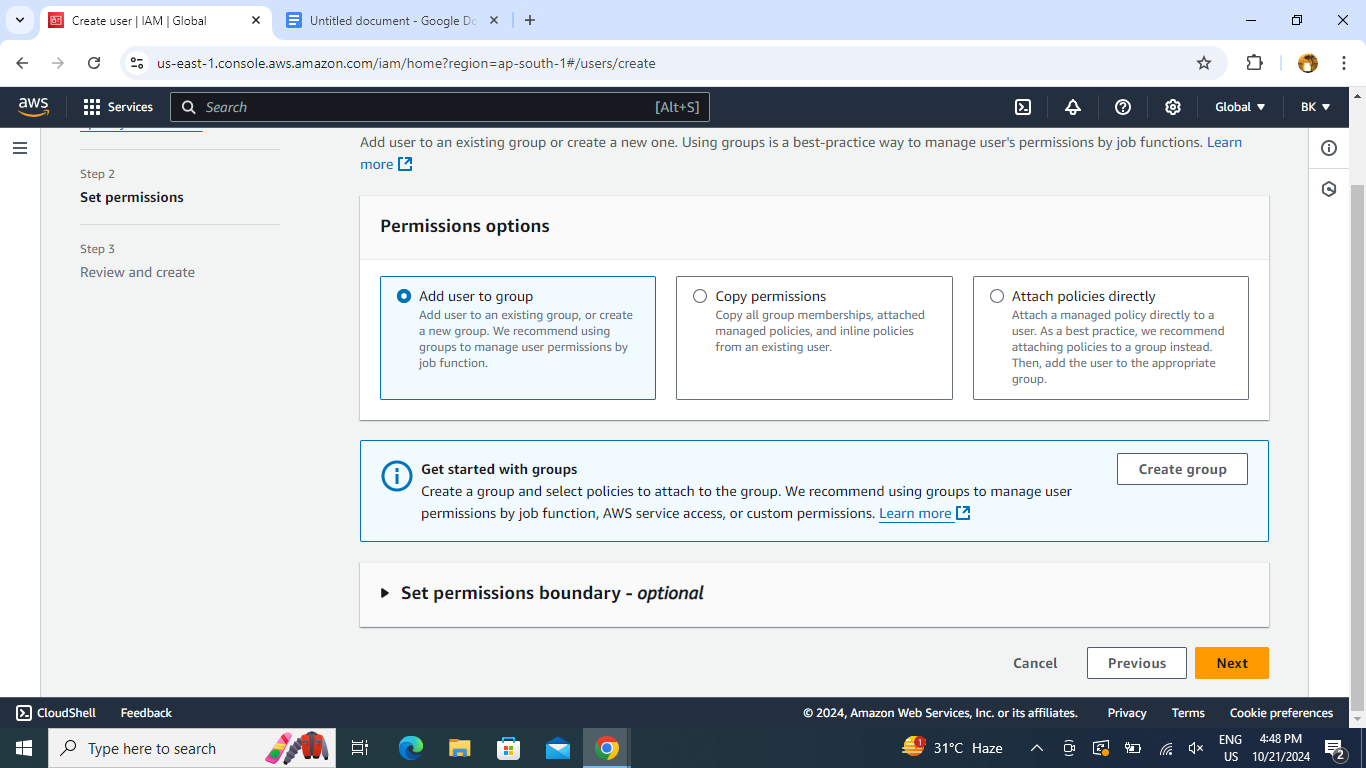 Create user | IAM | Global
Untitled document - Google Do
us-east-1.console.aws.amazon.com/iam/home?region=ap-south-1#/users/create
aws
Services
Search
[Alt+S]
Global
BK
Add user to an existing group or create a new one. Using groups is a best-practice way to manage user's permissions by job functions. Learn
more
Step 2
Set permissions
Step 3
Review and create
Permissions options
Add user to group
Add user to an existing group, or create
a new group. We recommend using
groups to manage user permissions by
job function.
Copy permissions
Copy all group memberships, attached
managed policies, and inline policies
from an existing user.
Attach policies directly
Attach a managed policy directly to a
user. As a best practice, we recommend
attaching policies to a group instead.
Then, add the user to the appropriate
group.
Get started with groups
Create a group and select policies to attach to the group. We recommend using groups to manage user
permissions by job function, AWS service access, or custom permissions. Learn more
Create group
Set permissions boundary - optional
Cancel
Previous
Next
CloudShell
Feedback
© 2024, Amazon Web Services, Inc. or its affiliates.
Privacy
Terms
Cookie preferences
Type here to search
1
31°C Haze
ENG
US
4:48 PM
10/21/2024
2